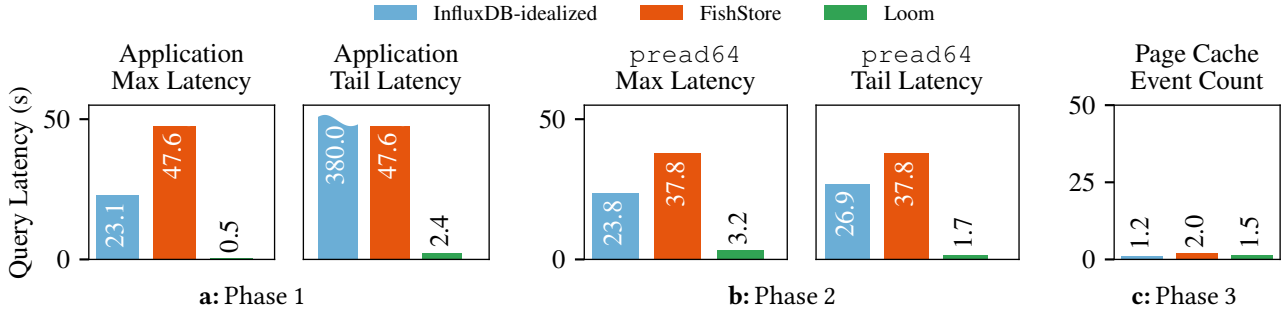 InfluxDB-idealized FishStore Loom
Application
Max Latency
Application
Tail Latency
pread64
Max Latency
pread64
Tail Latency
Page Cache
Event Count
Query Latency (s)
50
0
23.1
47.6
0.5
380.0
47.6
2.4
50
0
23.8
37.8
3.2
26.9
37.8
1.7
50
25
0
1.2
2.0
1.5
a: Phase 1
b: Phase 2
c: Phase 3